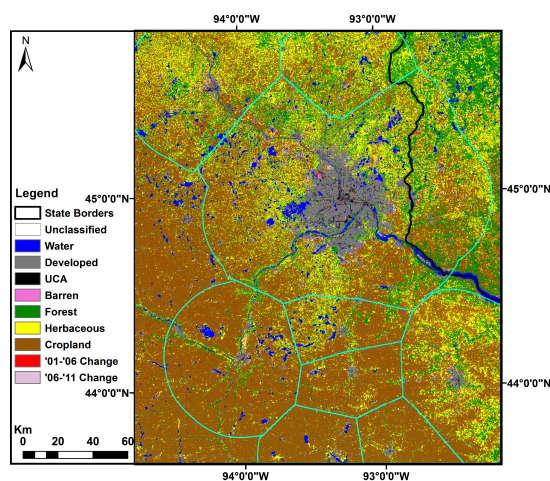 94°0'0"W 93°0'0"W
N
45°0'0"N 45°0'0"N
Legend
State Borders
Unclassified
Water
Developed
UCA
Barren
Forest
Herbaceous
Cropland
'01-'06 Change
'06-'11 Change
44°0'0"N 44°0'0"N
Km
0 20 40 60
94°0'0"W 93°0'0"W